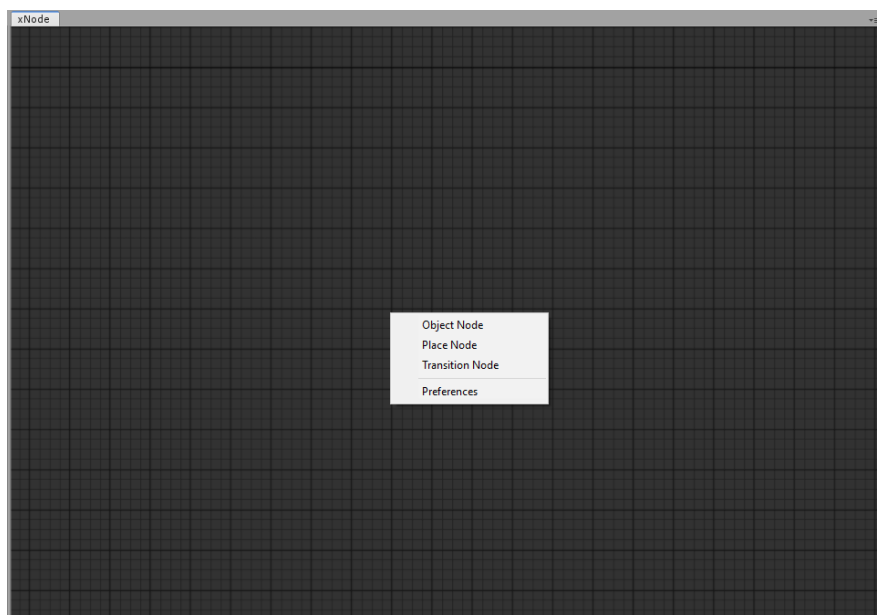 xNode
Object Node
Place Node
Transition Node
Preferences